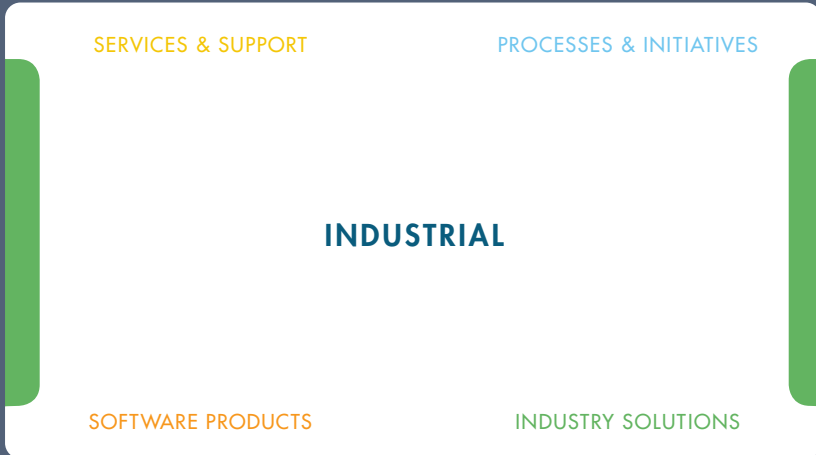 SERVICES & SUPPORT
PROCESSES & INITIATIVES
INDUSTRIAL
SOFTWARE PRODUCTS
INDUSTRY SOLUTIONS